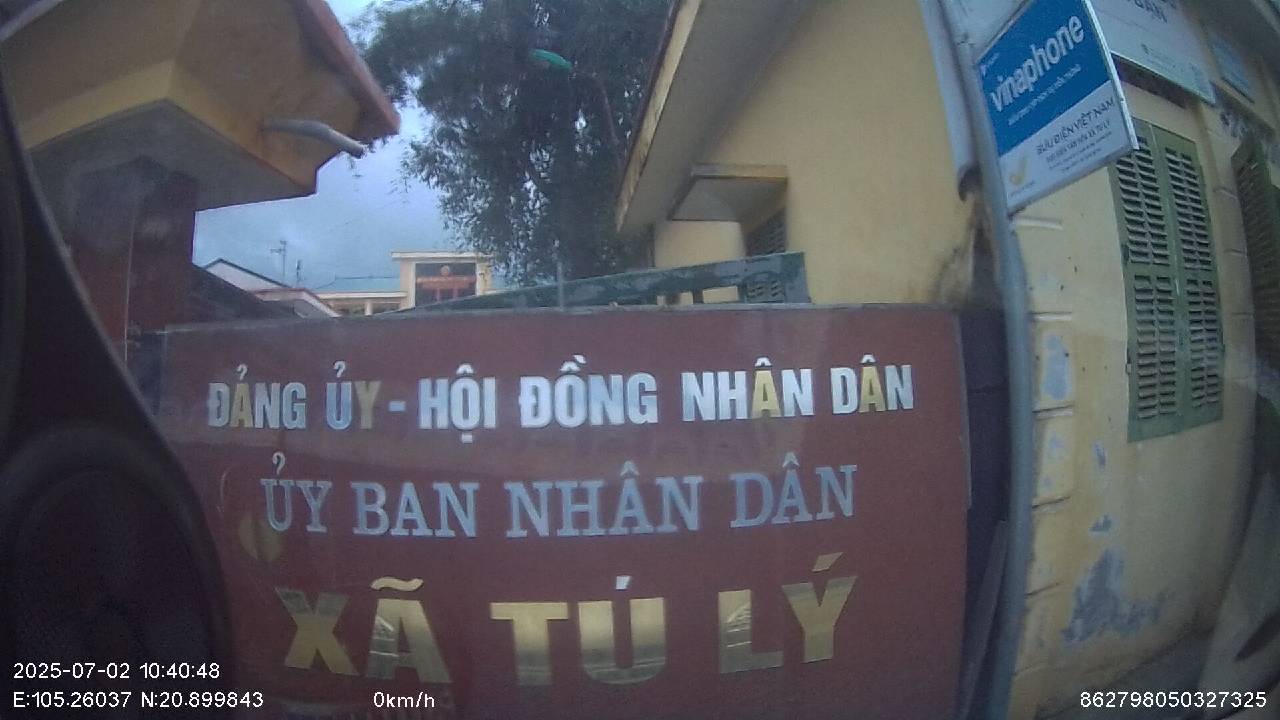 ĐẢNG ỦY - HỘI ĐỒNG NHÂN DÂN
ỦY BAN NHÂN DÂN
XÃ TÚ LÝ
vinaphone
BƯU ĐIỆN VIỆT NAM
2025-07-02 10:40:48
E:105.26037 N:20.899843 0km/h
862798050327325